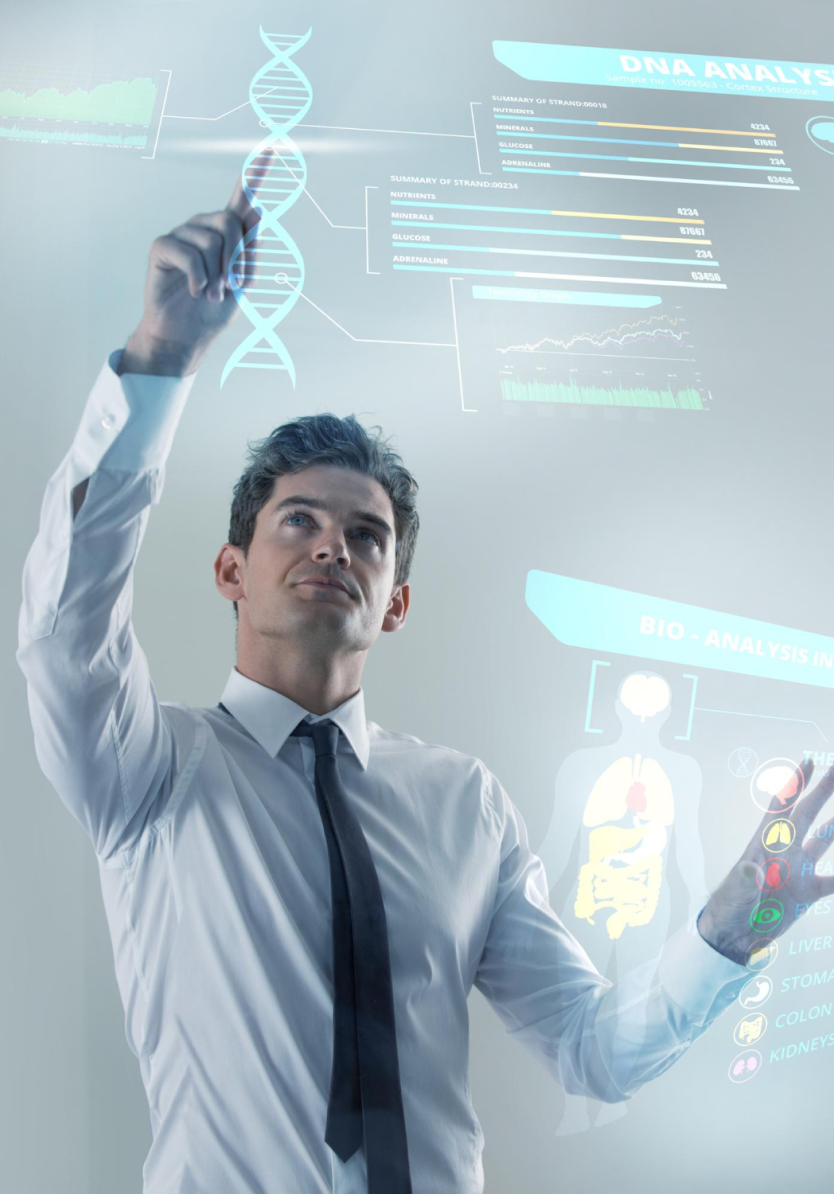 DNA ANALYS
Sample no: 1005563 - Cortex Structure
SUMMARY OF STRAND:00018
NUTRIENTS 4234
MINERALS 87667
GLUCOSE 234
ADRENALINE 63456
SUMMARY OF STRAND:00234
NUTRIENTS 4234
MINERALS 87667
GLUCOSE 234
ADRENALINE 63456
BIO - ANALYSIS IN
THE
LUN
HEA
EYES
LIVER
STOMA
COLON
KIDNEYS